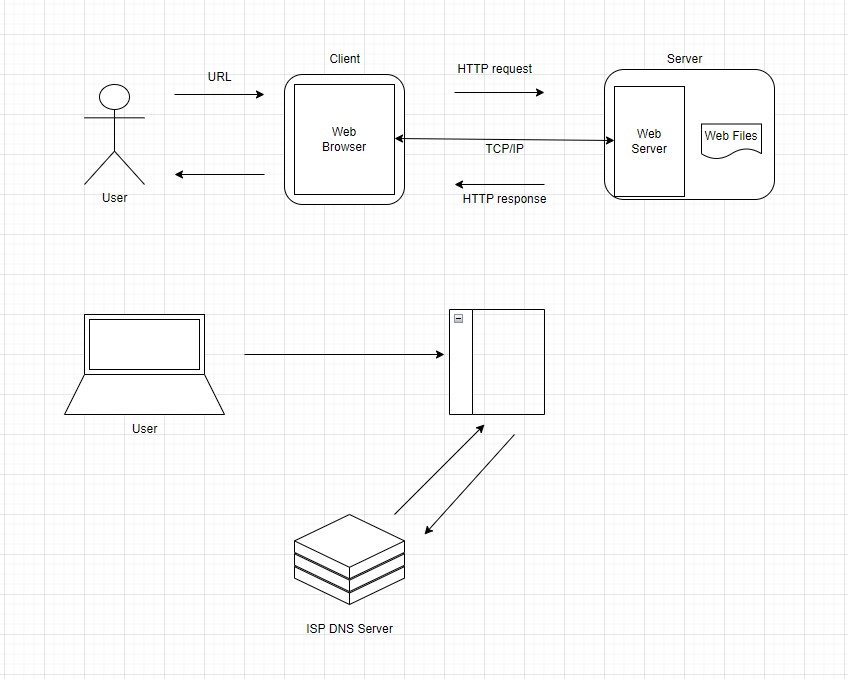 Client
Server
URL
HTTP request
Web
Browser
Web
Server
Web Files
TCP/IP
User
HTTP response
User
ISP DNS Server